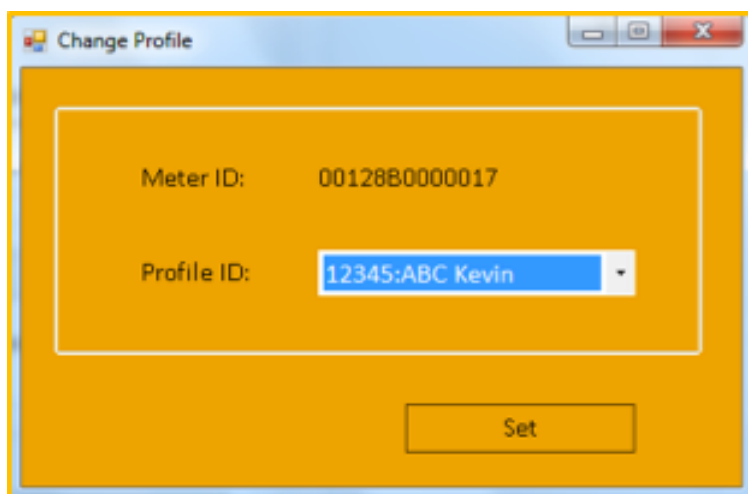 Change Profile
Meter ID: 00128B0000017
Profile ID: 12345:ABC Kevin
Set